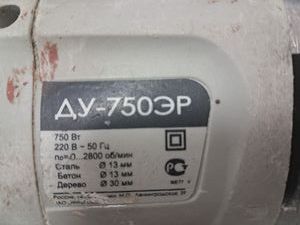 ДУ-750ЭР
750 Вт
220 В ~ 50 Гц
2800 об/мин
Сталь Ø 13 мм
Бетон Ø 13 мм
Дерево Ø 30 мм
Ленинградское